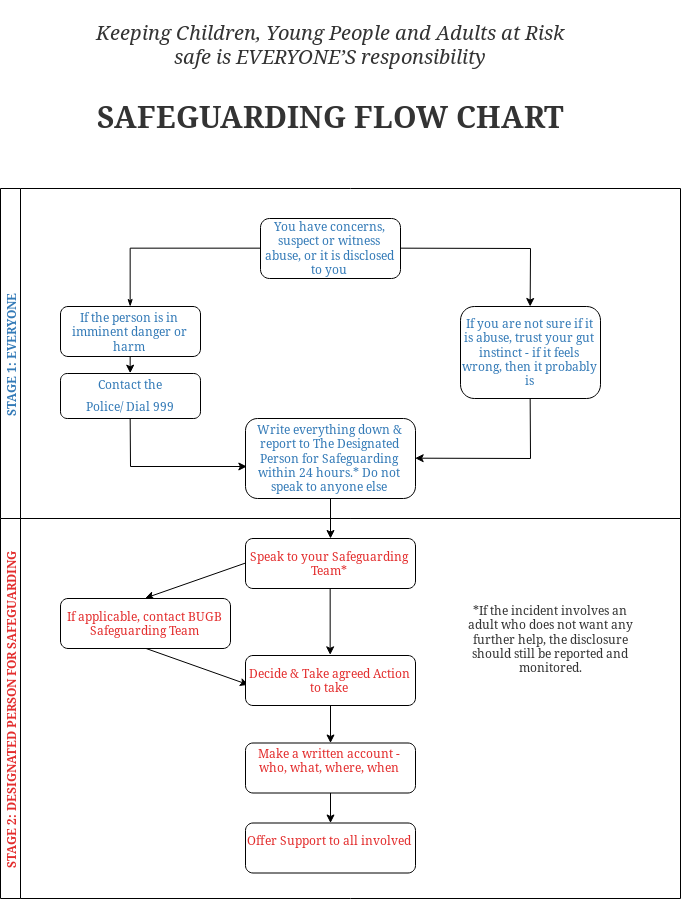 Keeping Children, Young People and Adults at Risk
safe is EVERYONE’S responsibility
SAFEGUARDING FLOW CHART
STAGE 1: EVERYONE
You have concerns,
suspect or witness
abuse, or it is disclosed
to you
If the person is in
imminent danger or
harm
Contact the
Police/ Dial 999
If you are not sure if it
is abuse, trust your gut
instinct - if it feels
wrong, then it probably
is
Write everything down &
report to The Designated
Person for Safeguarding
within 24 hours.* Do not
speak to anyone else
STAGE 2: DESIGNATED PERSON FOR SAFEGUARDING
Speak to your Safeguarding
Team*
If applicable, contact BUGB
Safeguarding Team
*If the incident involves an
adult who does not want any
further help, the disclosure
should still be reported and
monitored.
Decide & Take agreed Action
to take
Make a written account -
who, what, where, when
Offer Support to all involved